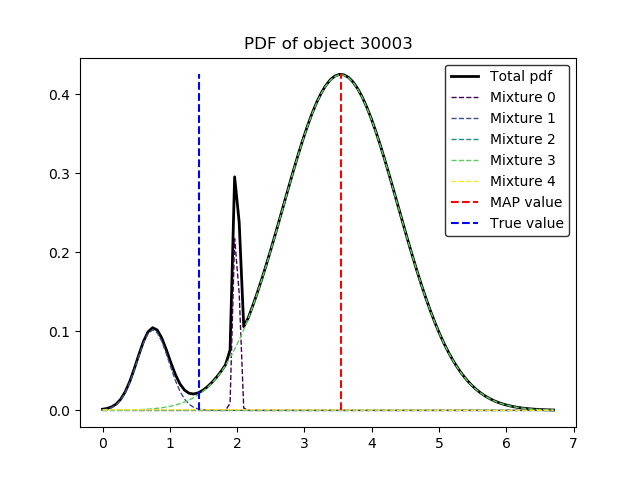 PDF of object 30003
Total pdf
Mixture 0
Mixture 1
Mixture 2
Mixture 3
Mixture 4
MAP value
True value
0.4
0.3
0.2
0.1
0.0
0 1 2 3 4 5 6 7